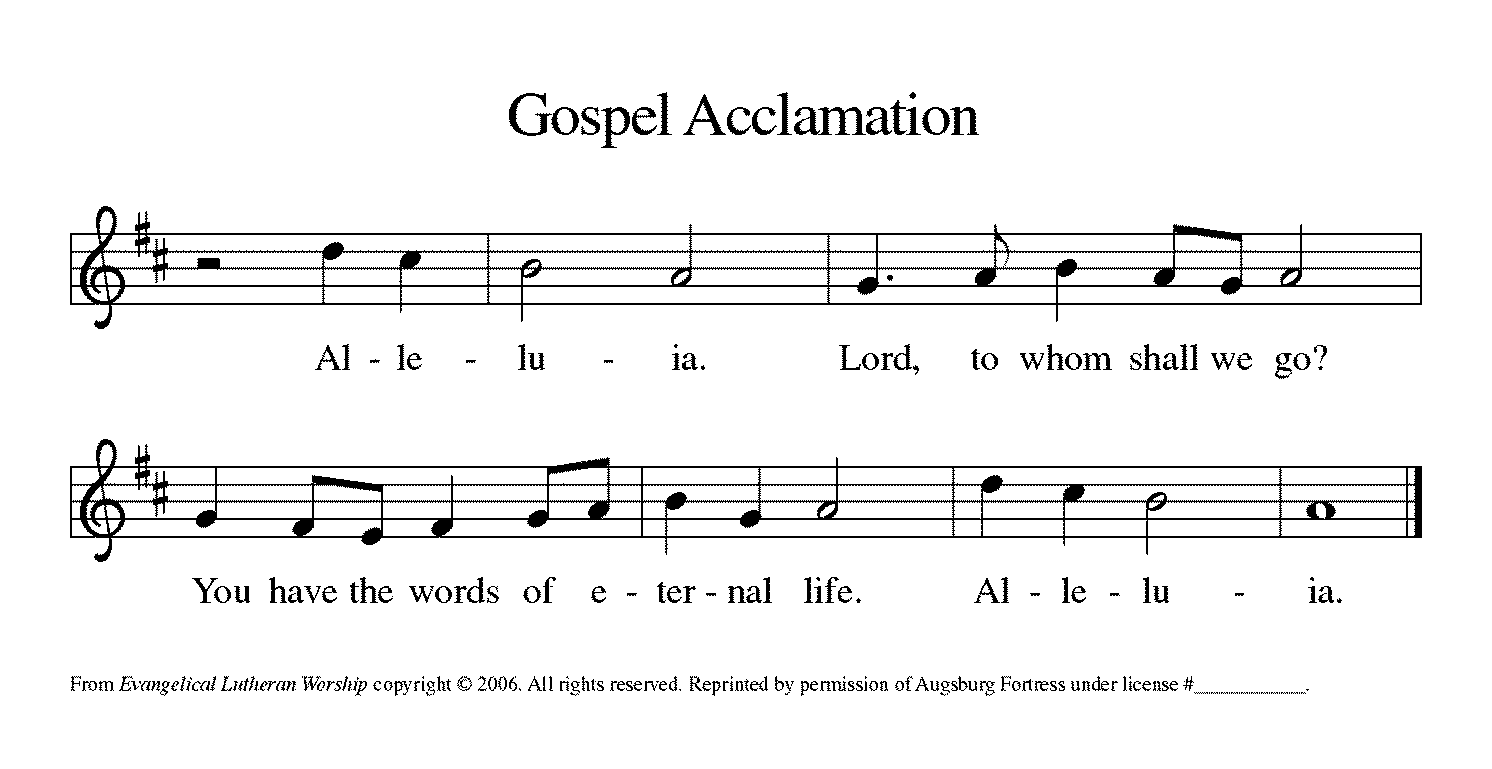 Gospel Acclamation
Al - le - lu - ia. Lord, to whom shall we go?
You have the words of e - ter - nal life. Al - le - lu - ia.
From Evangelical Lutheran Worship copyright © 2006. All rights reserved. Reprinted by permission of Augsburg Fortress under license #___________.